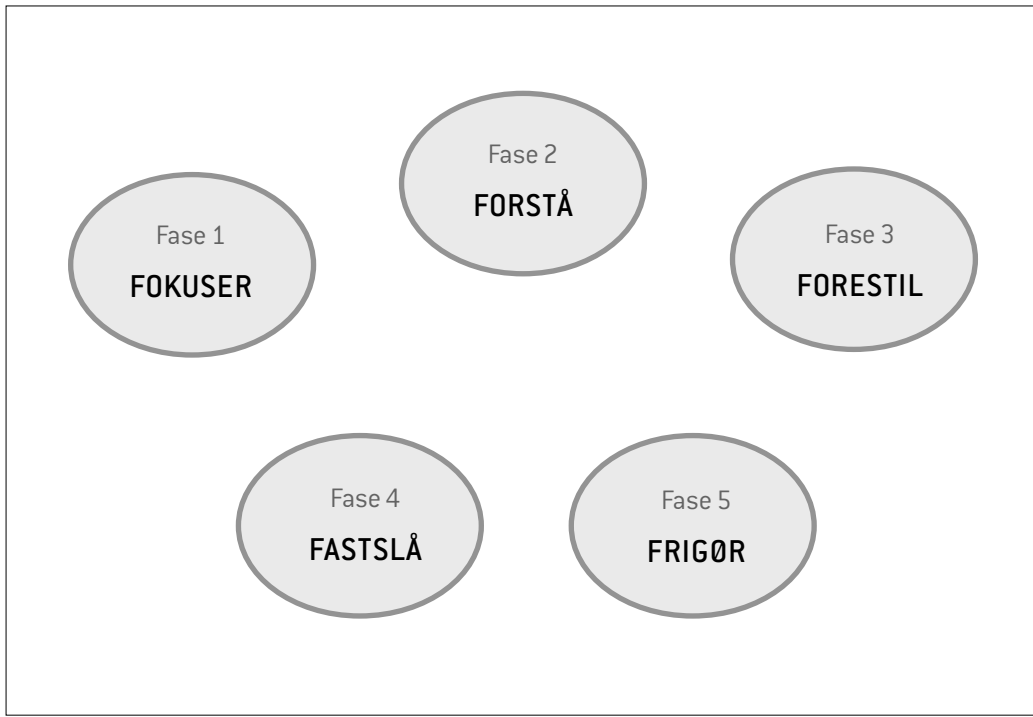 Fase 1
FOKUSER
Fase 2
FORSTÅ
Fase 3
FORESTIL
Fase 4
FASTSLÅ
Fase 5
FRIGØR